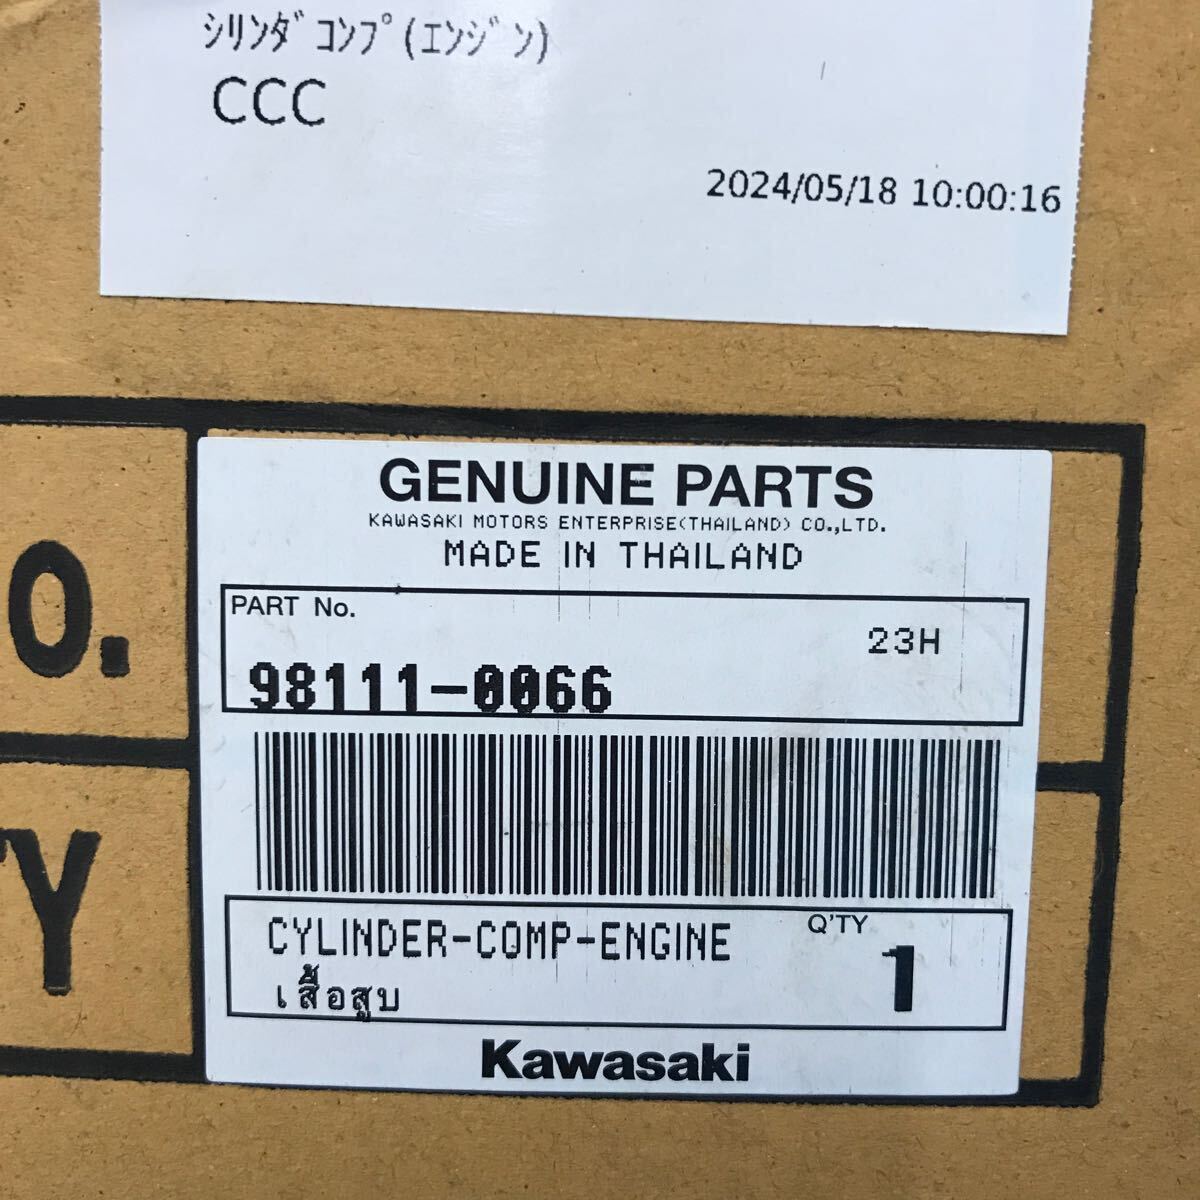 ｼﾘﾝﾀﾞｺﾝﾌﾟ(ｴﾝｼﾞﾝ)
CCC
2024/05/18 10:00:16
GENUINE PARTS
KAWASAKI MOTORS ENTERPRISE(THAILAND) CO.,LTD.
MADE IN THAILAND
PART No.
23H
98111-0066
CYLINDER-COMP-ENGINE
Q'TY
1
เสื้อสูบ
Kawasaki
O.
TY